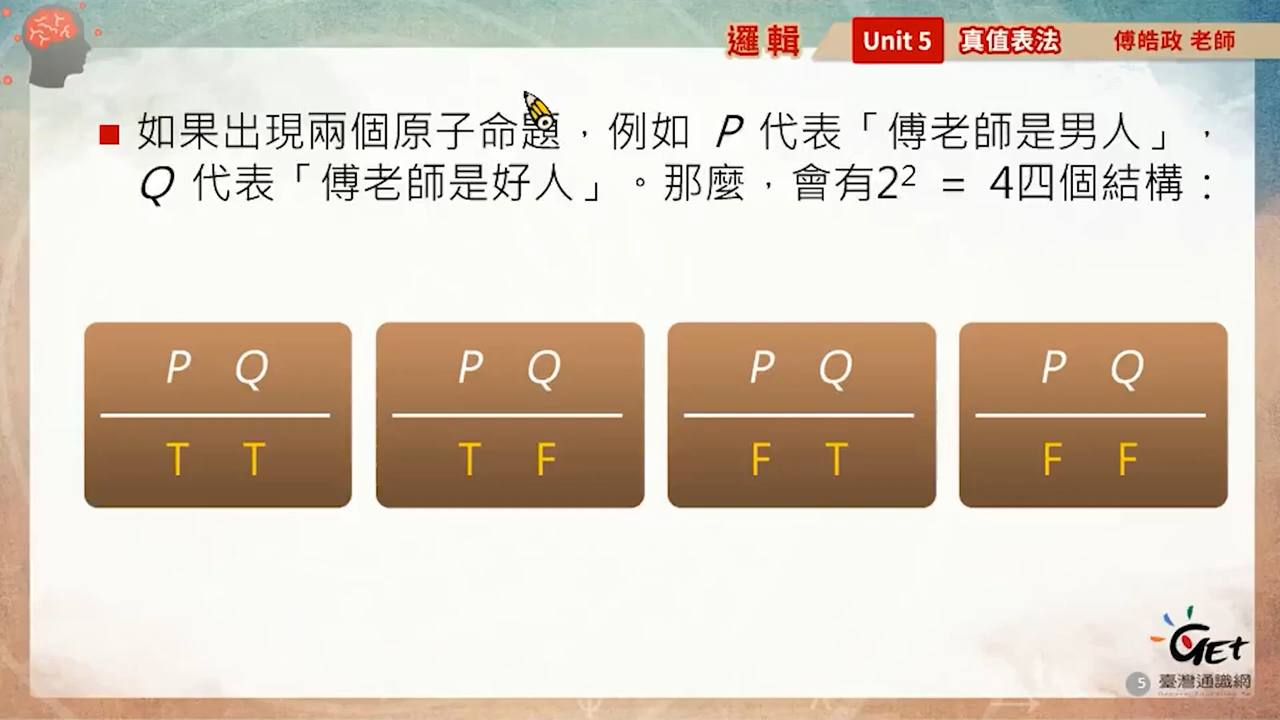 邏輯 Unit 5 真值表法 傅皓政 老師
如果出現兩個原子命題，例如 P 代表「傅老師是男人」，
Q 代表「傅老師是好人」。那麼，會有2² = 4四個結構：
P Q
T T
P Q
T F
P Q
F T
P Q
F F
GEt
5 臺灣通識網